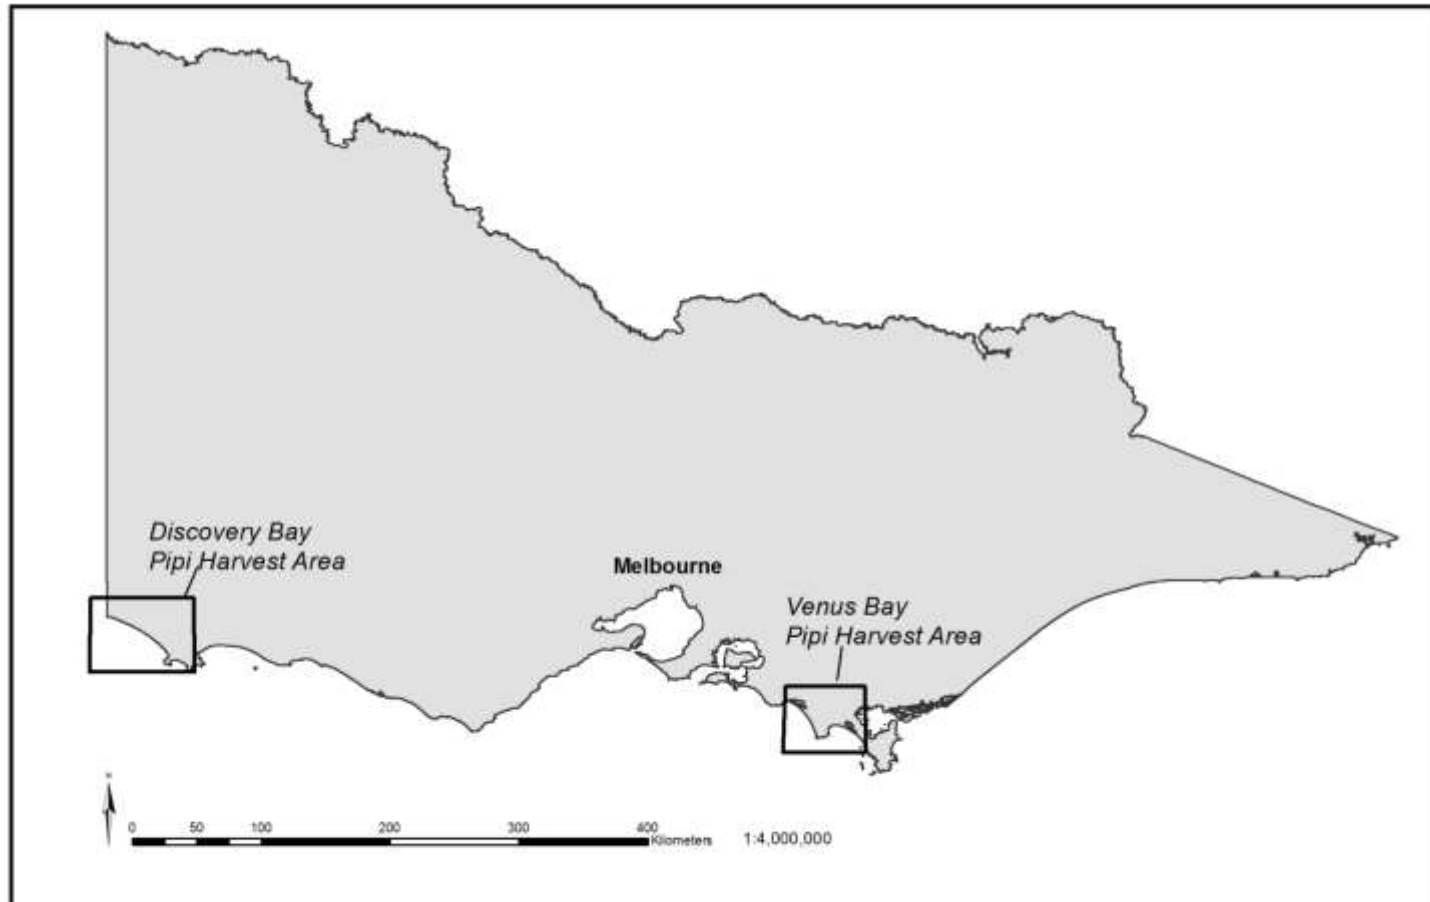 Discovery Bay
Pipi Harvest Area
Melbourne
Venus Bay
Pipi Harvest Area
0 50 100 200 300 400
Kilometers 1:4,000,000